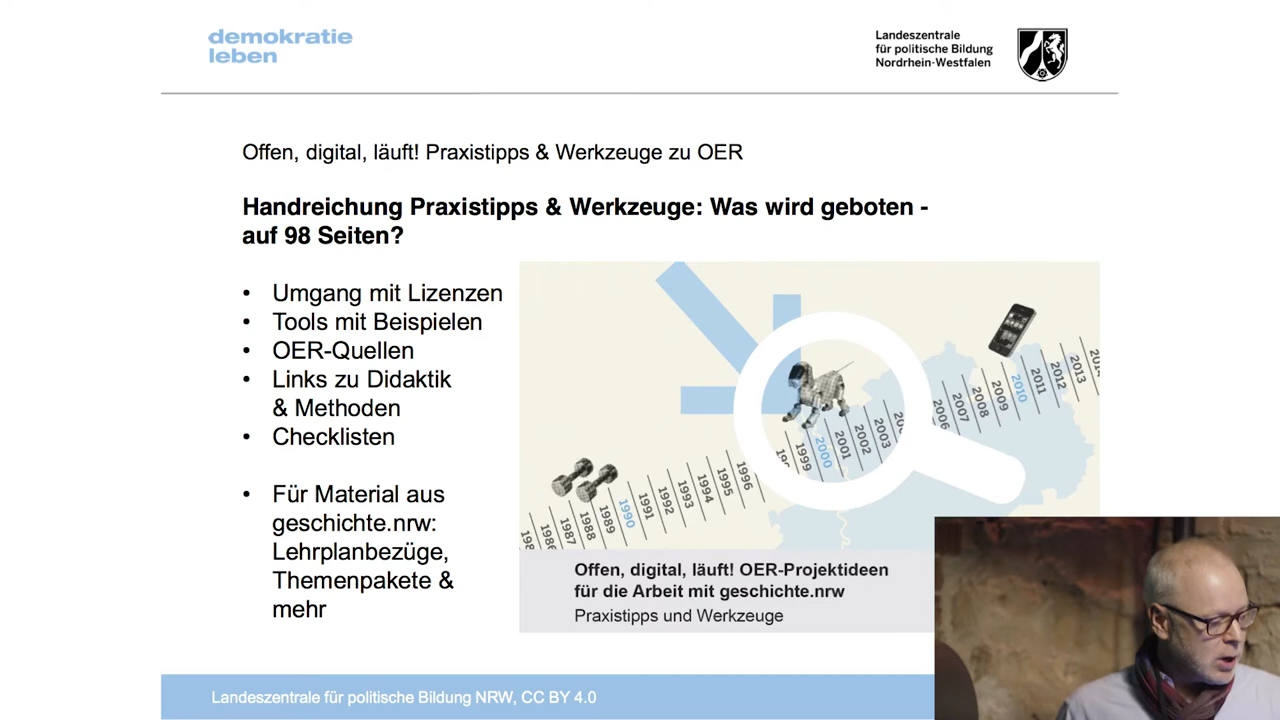 demokratie
leben
Landeszentrale
für politische Bildung
Nordrhein-Westfalen
Offen, digital, läuft! Praxistipps & Werkzeuge zu OER
Handreichung Praxistipps & Werkzeuge: Was wird geboten -
auf 98 Seiten?
• Umgang mit Lizenzen
• Tools mit Beispielen
• OER-Quellen
• Links zu Didaktik
& Methoden
• Checklisten
• Für Material aus
geschichte.nrw:
Lehrplanbezüge,
Themenpakete &
mehr
1986 1987 1988 1989 1990 1991 1992 1993 1994 1995 1996 1999 2000 2001 2002 2003 2006 2007 2008 2009 2010 2011 2012 2013
Offen, digital, läuft! OER-Projektideen
für die Arbeit mit geschichte.nrw
Praxistipps und Werkzeuge
Landeszentrale für politische Bildung NRW, CC BY 4.0